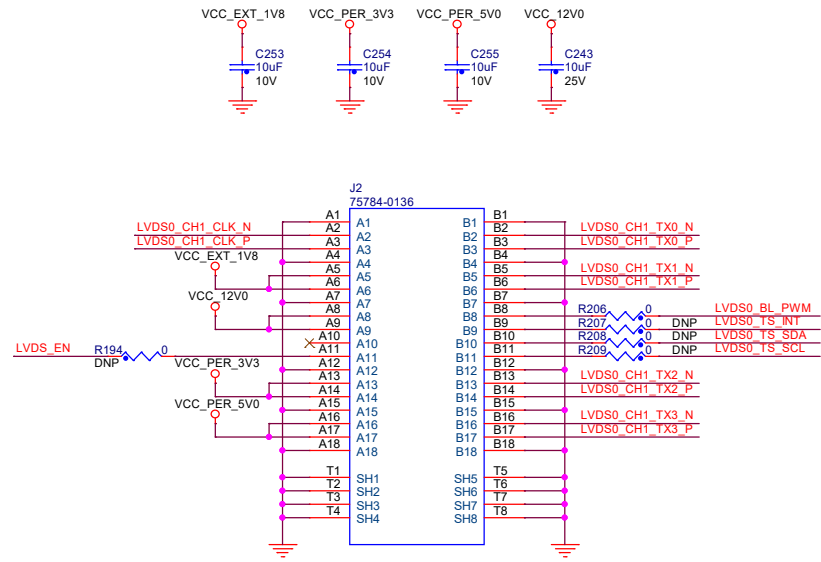 VCC_EXT_1V8 VCC_PER_3V3 VCC_PER_5V0 VCC_12V0
C253 C254 C255 C243
10uF 10uF 10uF 10uF
10V 10V 10V 25V
J2
75784-0136
A1 A1 B1 B1
LVDS0_CH1_CLK_N A2 A2 B2 B2 LVDS0_CH1_TX0_N
LVDS0_CH1_CLK_P A3 A3 B3 B3 LVDS0_CH1_TX0_P
VCC_EXT_1V8 A4 A4 B4 B4
A5 A5 B5 B5 LVDS0_CH1_TX1_N
A6 A6 B6 B6 LVDS0_CH1_TX1_P
VCC_12V0 A7 A7 B7 B7
A8 A8 B8 B8 R206 0 LVDS0_BL_PWM
A9 A9 B9 B9 R207 0 DNP LVDS0_TS_INT
A10 A10 B10 B10 R208 0 DNP LVDS0_TS_SDA
LVDS_EN R194 0 A11 A11 B11 B11 R209 0 DNP LVDS0_TS_SCL
DNP
VCC_PER_3V3 A12 A12 B12 B12
A13 A13 B13 B13 LVDS0_CH1_TX2_N
A14 A14 B14 B14 LVDS0_CH1_TX2_P
VCC_PER_5V0 A15 A15 B15 B15
A16 A16 B16 B16 LVDS0_CH1_TX3_N
A17 A17 B17 B17 LVDS0_CH1_TX3_P
A18 A18 B18 B18
T1 SH1 SH5 T5
T2 SH2 SH6 T6
T3 SH3 SH7 T7
T4 SH4 SH8 T8